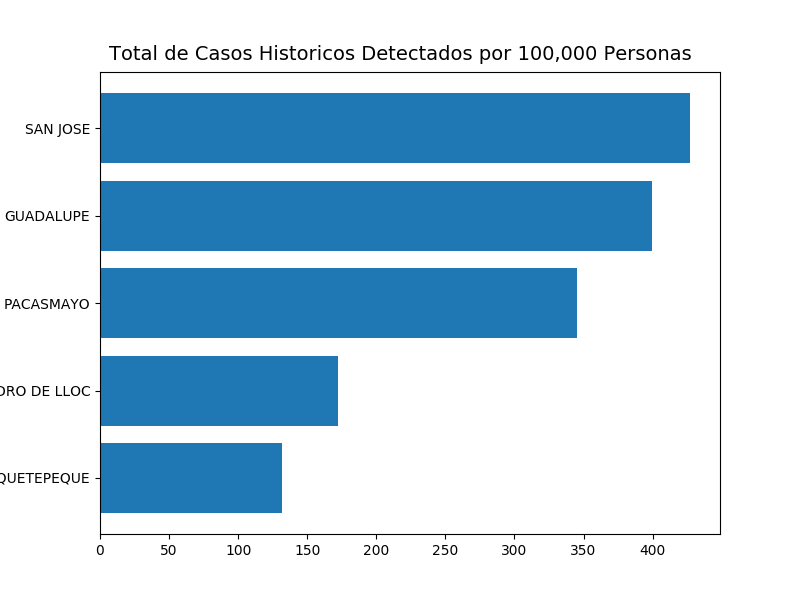 Total de Casos Historicos Detectados por 100,000 Personas
SAN JOSE
GUADALUPE
PACASMAYO
DRO DE LLOC
QUETEPEQUE
0 50 100 150 200 250 300 350 400